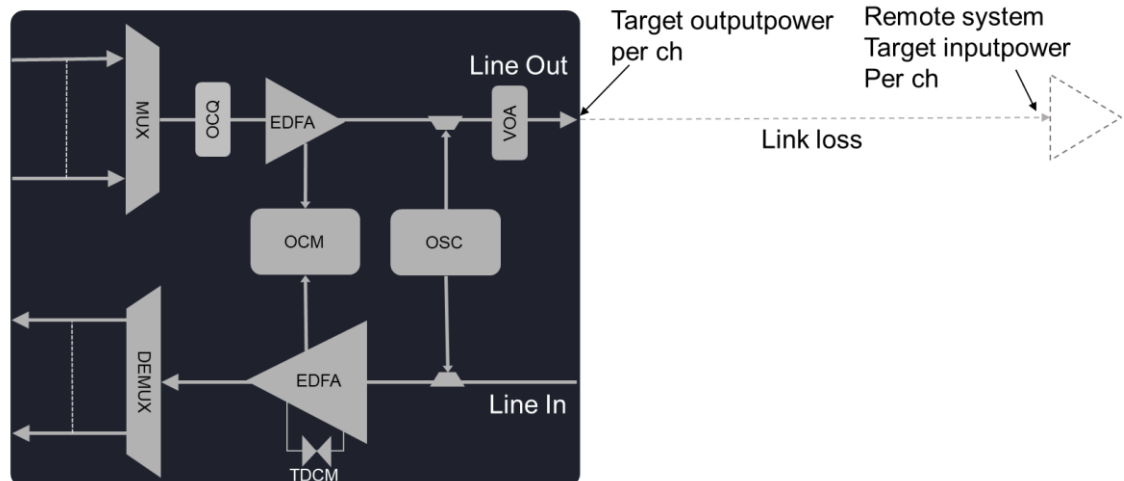 Target outputpower
per ch
Remote system
Target inputpower
Per ch
Line Out
MUX
OCQ
EDFA
VOA
Link loss
OCM
OSC
DEMUX
EDFA
Line In
TDCM